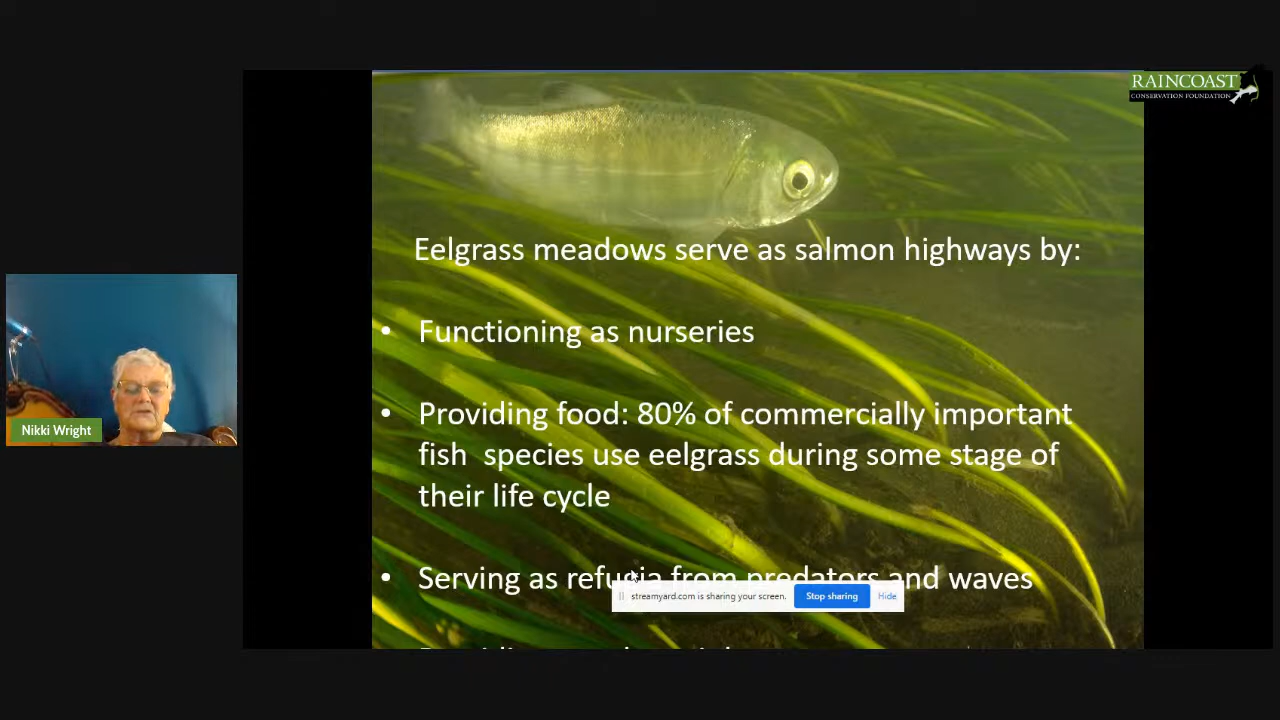 RAINCOAST
CONSERVATION FOUNDATION
Eelgrass meadows serve as salmon highways by:
• Functioning as nurseries
• Providing food: 80% of commercially important
fish species use eelgrass during some stage of
their life cycle
Nikki Wright
• Serving as refugia from predators and waves
streamyard.com is sharing your screen.
Stop sharing
Hide